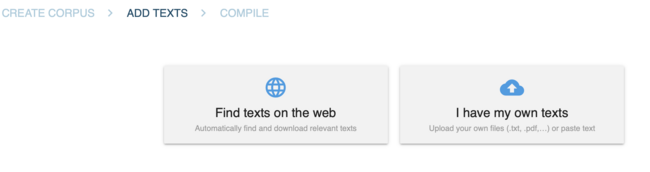 CREATE CORPUS > ADD TEXTS > COMPILE
Find texts on the web
Automatically find and download relevant texts
I have my own texts
Upload your own files (.txt, .pdf,...) or paste text